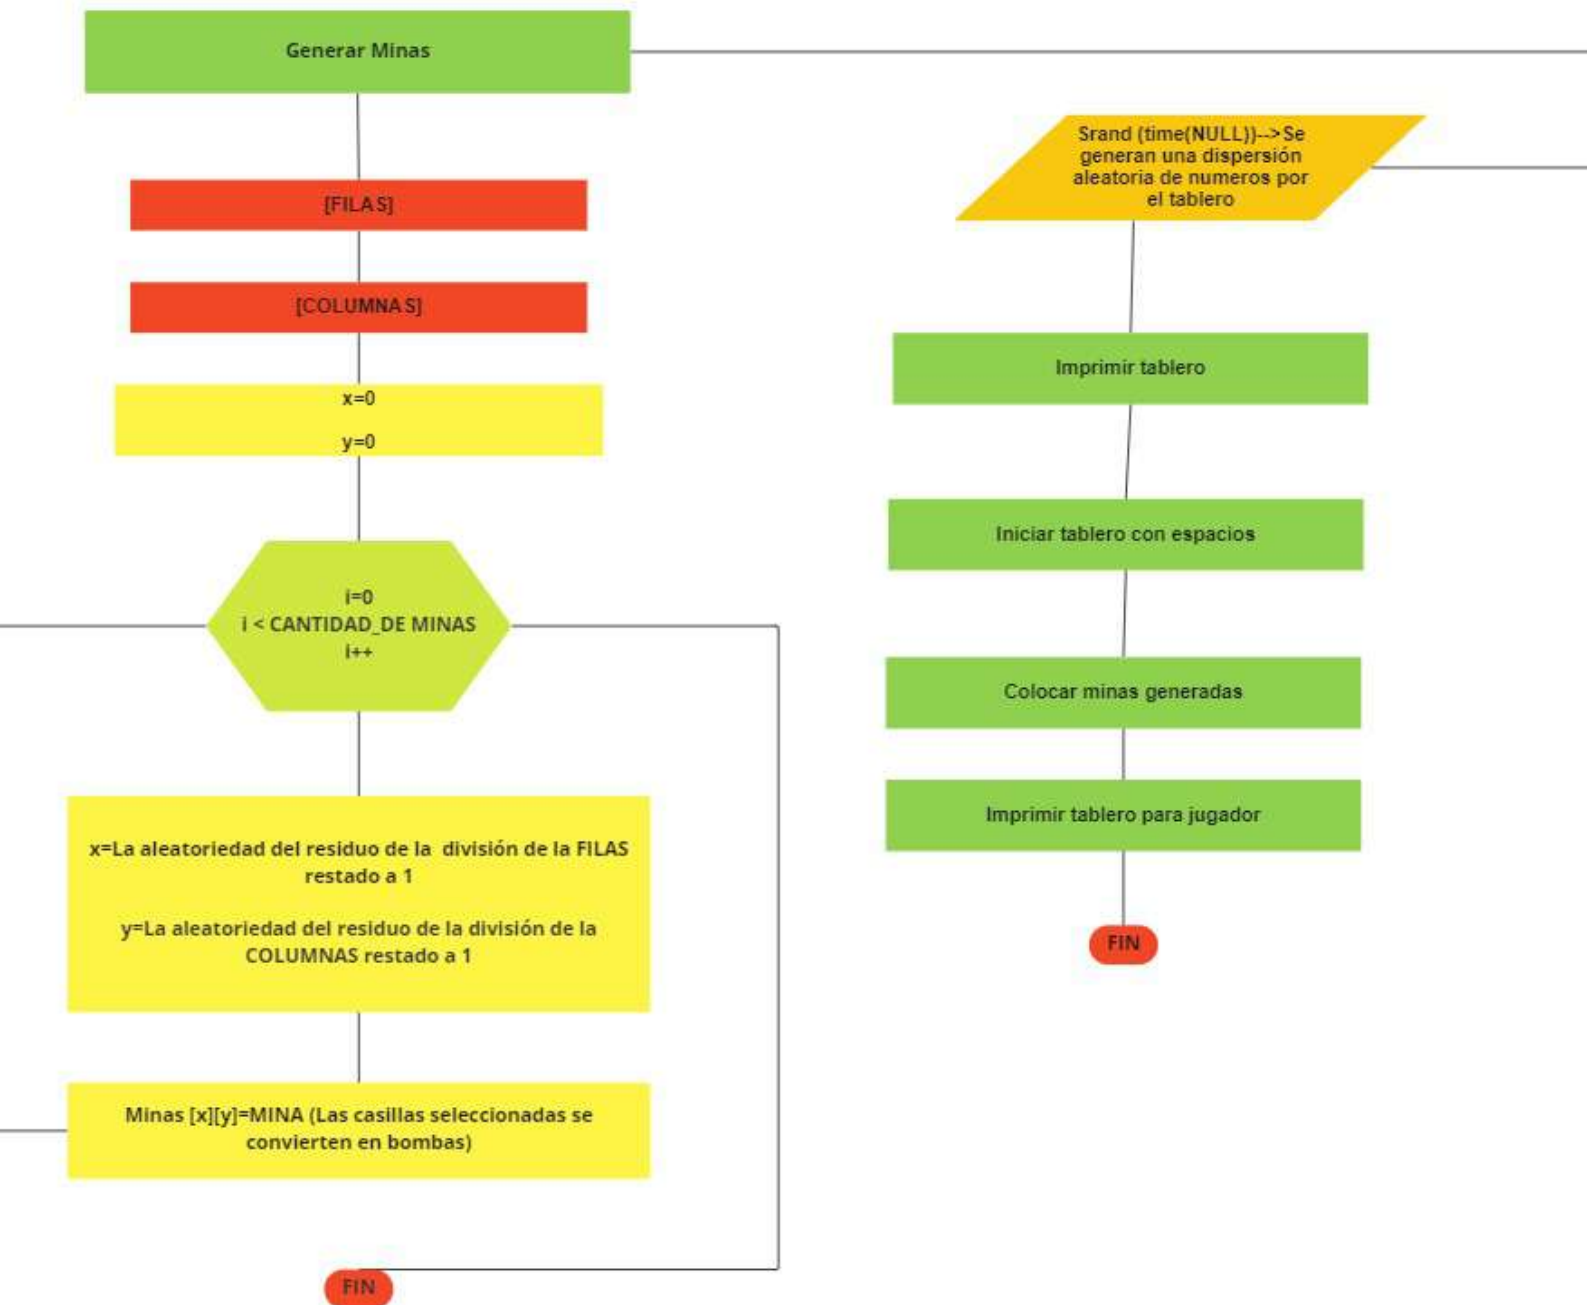 Generar Minas
[FILAS]
[COLUMNAS]
x=0
y=0
i=0
i < CANTIDAD_DE MINAS
i++
x=La aleatoriedad del residuo de la división de la FILAS
restado a 1
y=La aleatoriedad del residuo de la división de la
COLUMNAS restado a 1
Minas [x][y]=MINA (Las casillas seleccionadas se
convierten en bombas)
FIN
Srand (time(NULL))-->Se
generan una dispersión
aleatoria de numeros por
el tablero
Imprimir tablero
Iniciar tablero con espacios
Colocar minas generadas
Imprimir tablero para jugador
FIN